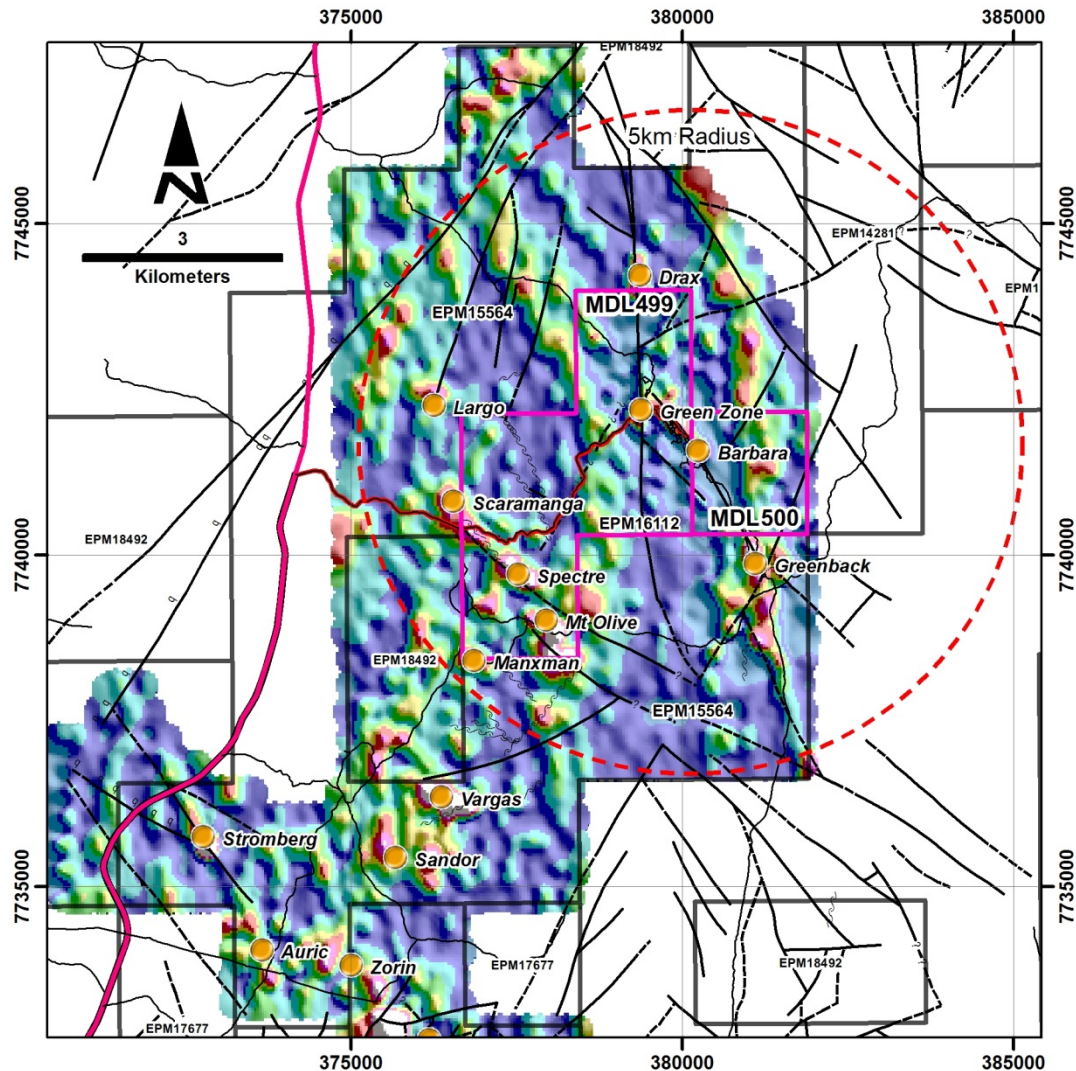 375000
380000
385000
EPM18492
5km Radius
7745000
7745000
EPM14281
?
?
N
3
Kilometers
Drax
EPM1
MDL499
EPM15564
Largo
Green Zone
Barbara
Scaramanga
EPM16112
MDL500
EPM18492
7740000
7740000
Spectre
Greenback
Mt Olive
EPM18492
Manxman
EPM15564
?
?
Vargas
Stromberg
Sandor
7735000
7735000
Auric
Zorin
EPM17677
EPM18492
?
EPM17677
375000
380000
385000